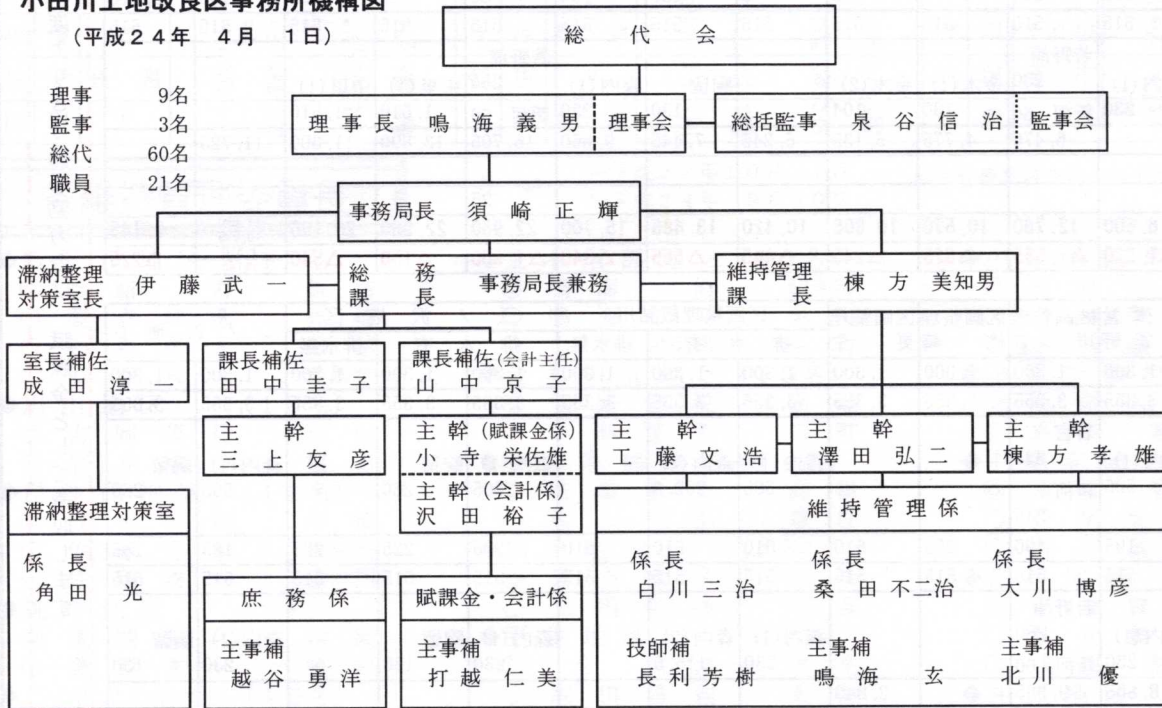 小田川土地改良区事務所機構図
（平成２４年　４月　１日）
総　代　会
理事　9名
監事　3名
総代　60名
職員　21名
理 事 長　鳴 海 義 男　理事会
総括監事　泉 谷 信 治　監事会
事務局長　須 崎 正 輝
滞納整理
対策室長　伊 藤 武 一
総　務
課　長　事務局長兼務
維持管理
課　長　棟 方 美知男
室長補佐
成 田 淳 一
課長補佐
田 中 圭 子
課長補佐(会計主任)
山 中 京 子
主　幹
三 上 友 彦
主　幹 (賦課金係)
小 寺 栄佐雄
主　幹 (会計係)
沢 田 裕 子
主　幹
工 藤 文 浩
主　幹
澤 田 弘 二
主　幹
棟 方 孝 雄
滞納整理対策室
係 長
角 田 光
庶 務 係
主事補
越 谷 勇 洋
賦課金・会計係
主事補
打 越 仁 美
維 持 管 理 係
係 長
白 川 三 治
係 長
桑 田 不二治
係 長
大 川 博 彦
技師補
長 利 芳 樹
主事補
鳴 海 玄
主事補
北 川 優